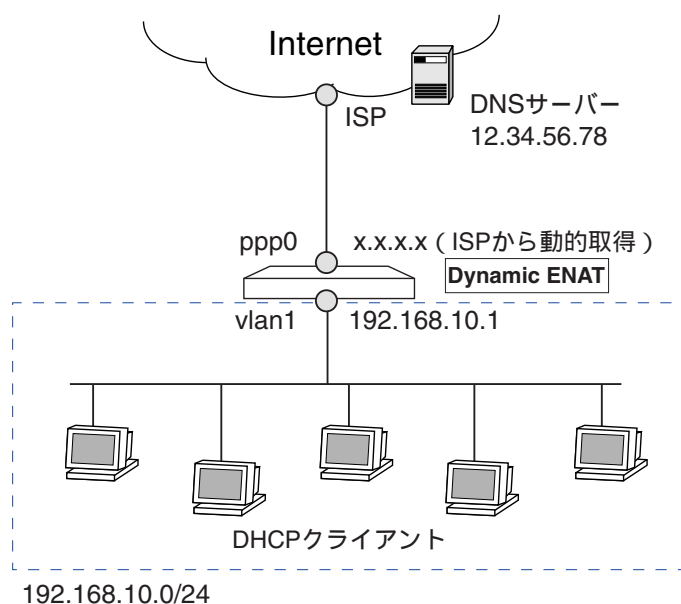 Internet
ISP
DNSサーバー
12.34.56.78
ppp0
x.x.x.x（ISPから動的取得）
Dynamic ENAT
vlan1
192.168.10.1
DHCPクライアント
192.168.10.0/24